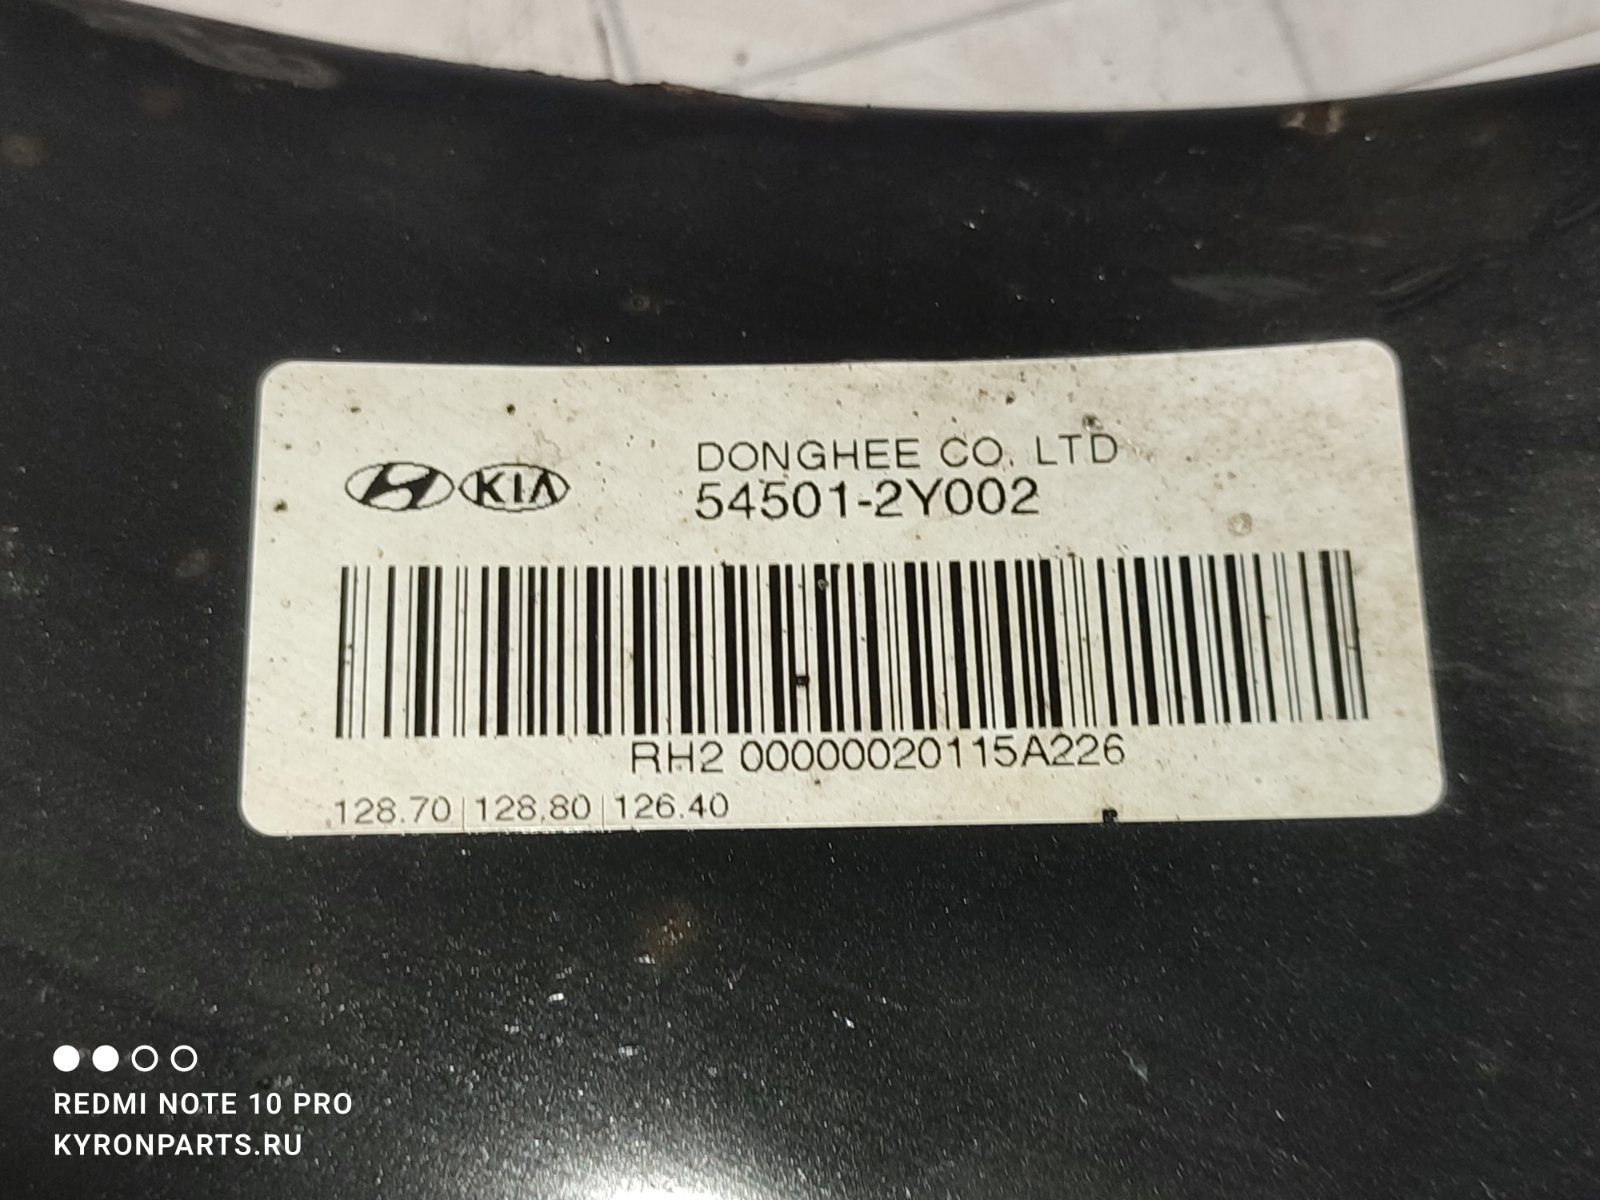 KIA
DONGHEE CO. LTD
54501-2Y002
RH2 00000020115A226
128.70|128.80|126.40
REDMI NOTE 10 PRO
KYRONPARTS.RU